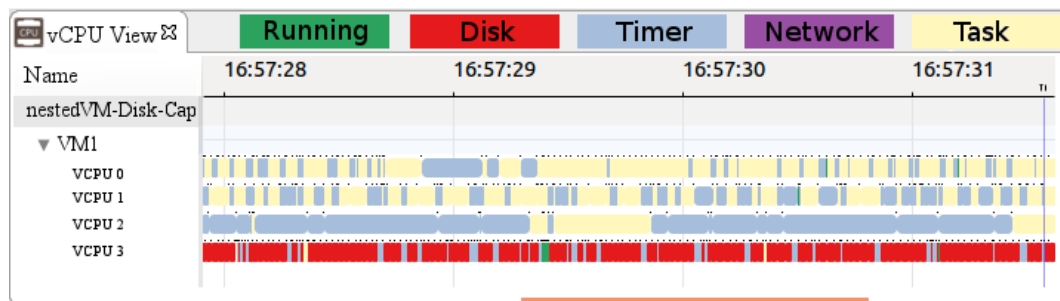 CPU vCPU View Running Disk Timer Network Task
Name 16:57:28 16:57:29 16:57:30 16:57:31
nestedVM-Disk-Cap
VM1
VCPU 0
VCPU 1
VCPU 2
VCPU 3